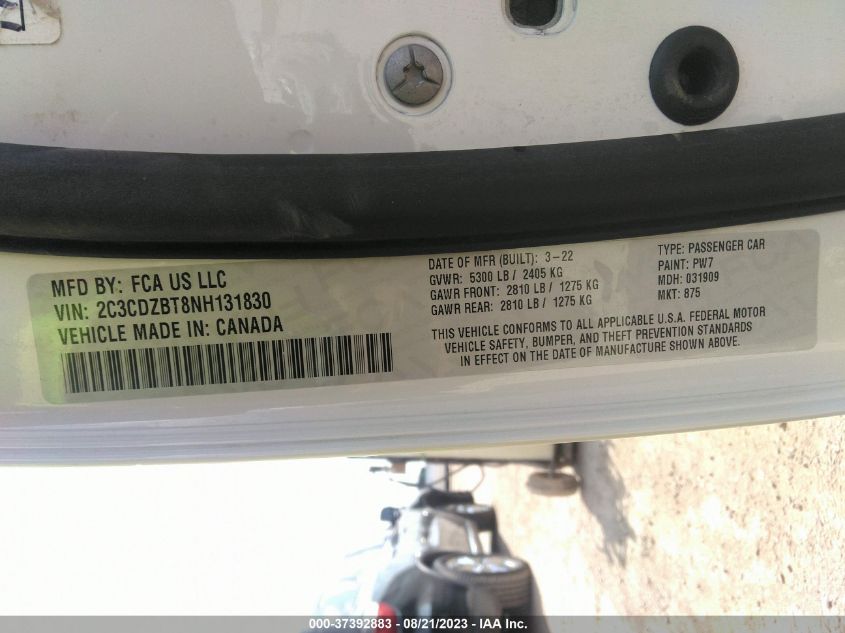 MFD BY: FCA US LLC
VIN: 2C3CDZBT8NH131830
VEHICLE MADE IN: CANADA
DATE OF MFR (BUILT): 3-22
GVWR: 5300 LB / 2405 KG
GAWR FRONT: 2810 LB / 1275 KG
GAWR REAR: 2810 LB / 1275 KG
TYPE: PASSENGER CAR
PAINT: PW7
MDH: 031909
MKT: 875
THIS VEHICLE CONFORMS TO ALL APPLICABLE U.S.A. FEDERAL MOTOR
VEHICLE SAFETY, BUMPER, AND THEFT PREVENTION STANDARDS
IN EFFECT ON THE DATE OF MANUFACTURE SHOWN ABOVE.
000-37392883 - 08/21/2023 - IAA Inc.